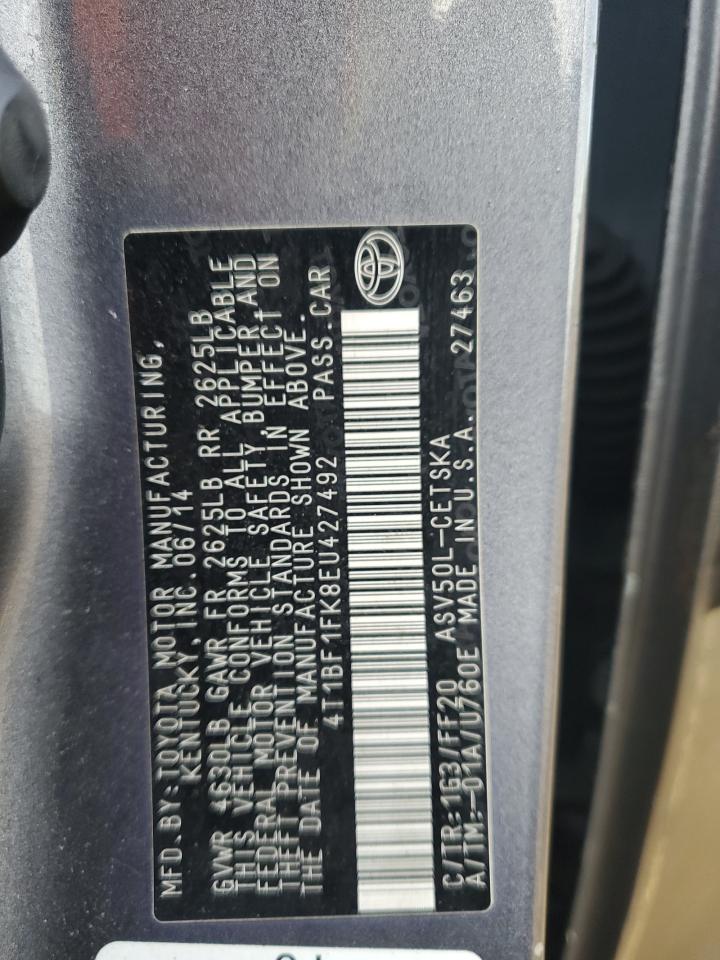 MFD.BY:TOYOTA MOTOR MANUFACTURING,
KENTUCKY, INC. 06/14
GVWR 4630LB GAWR FR 2625LB RR 2625LB
THIS VEHICLE CONFORMS TO ALL APPLICABLE
FEDERAL MOTOR VEHICLE SAFETY, BUMPER, AND
THEFT PREVENTION STANDARDS IN EFFECT ON
THE DATE OF MANUFACTURE SHOWN ABOVE.
4T1BF1FK8EU427492 PASS.CAR
C/TR:1G3/FF20 ASV50L-CETSKA
A/TM:-01A/U760E MADE IN U.S.A. 27463